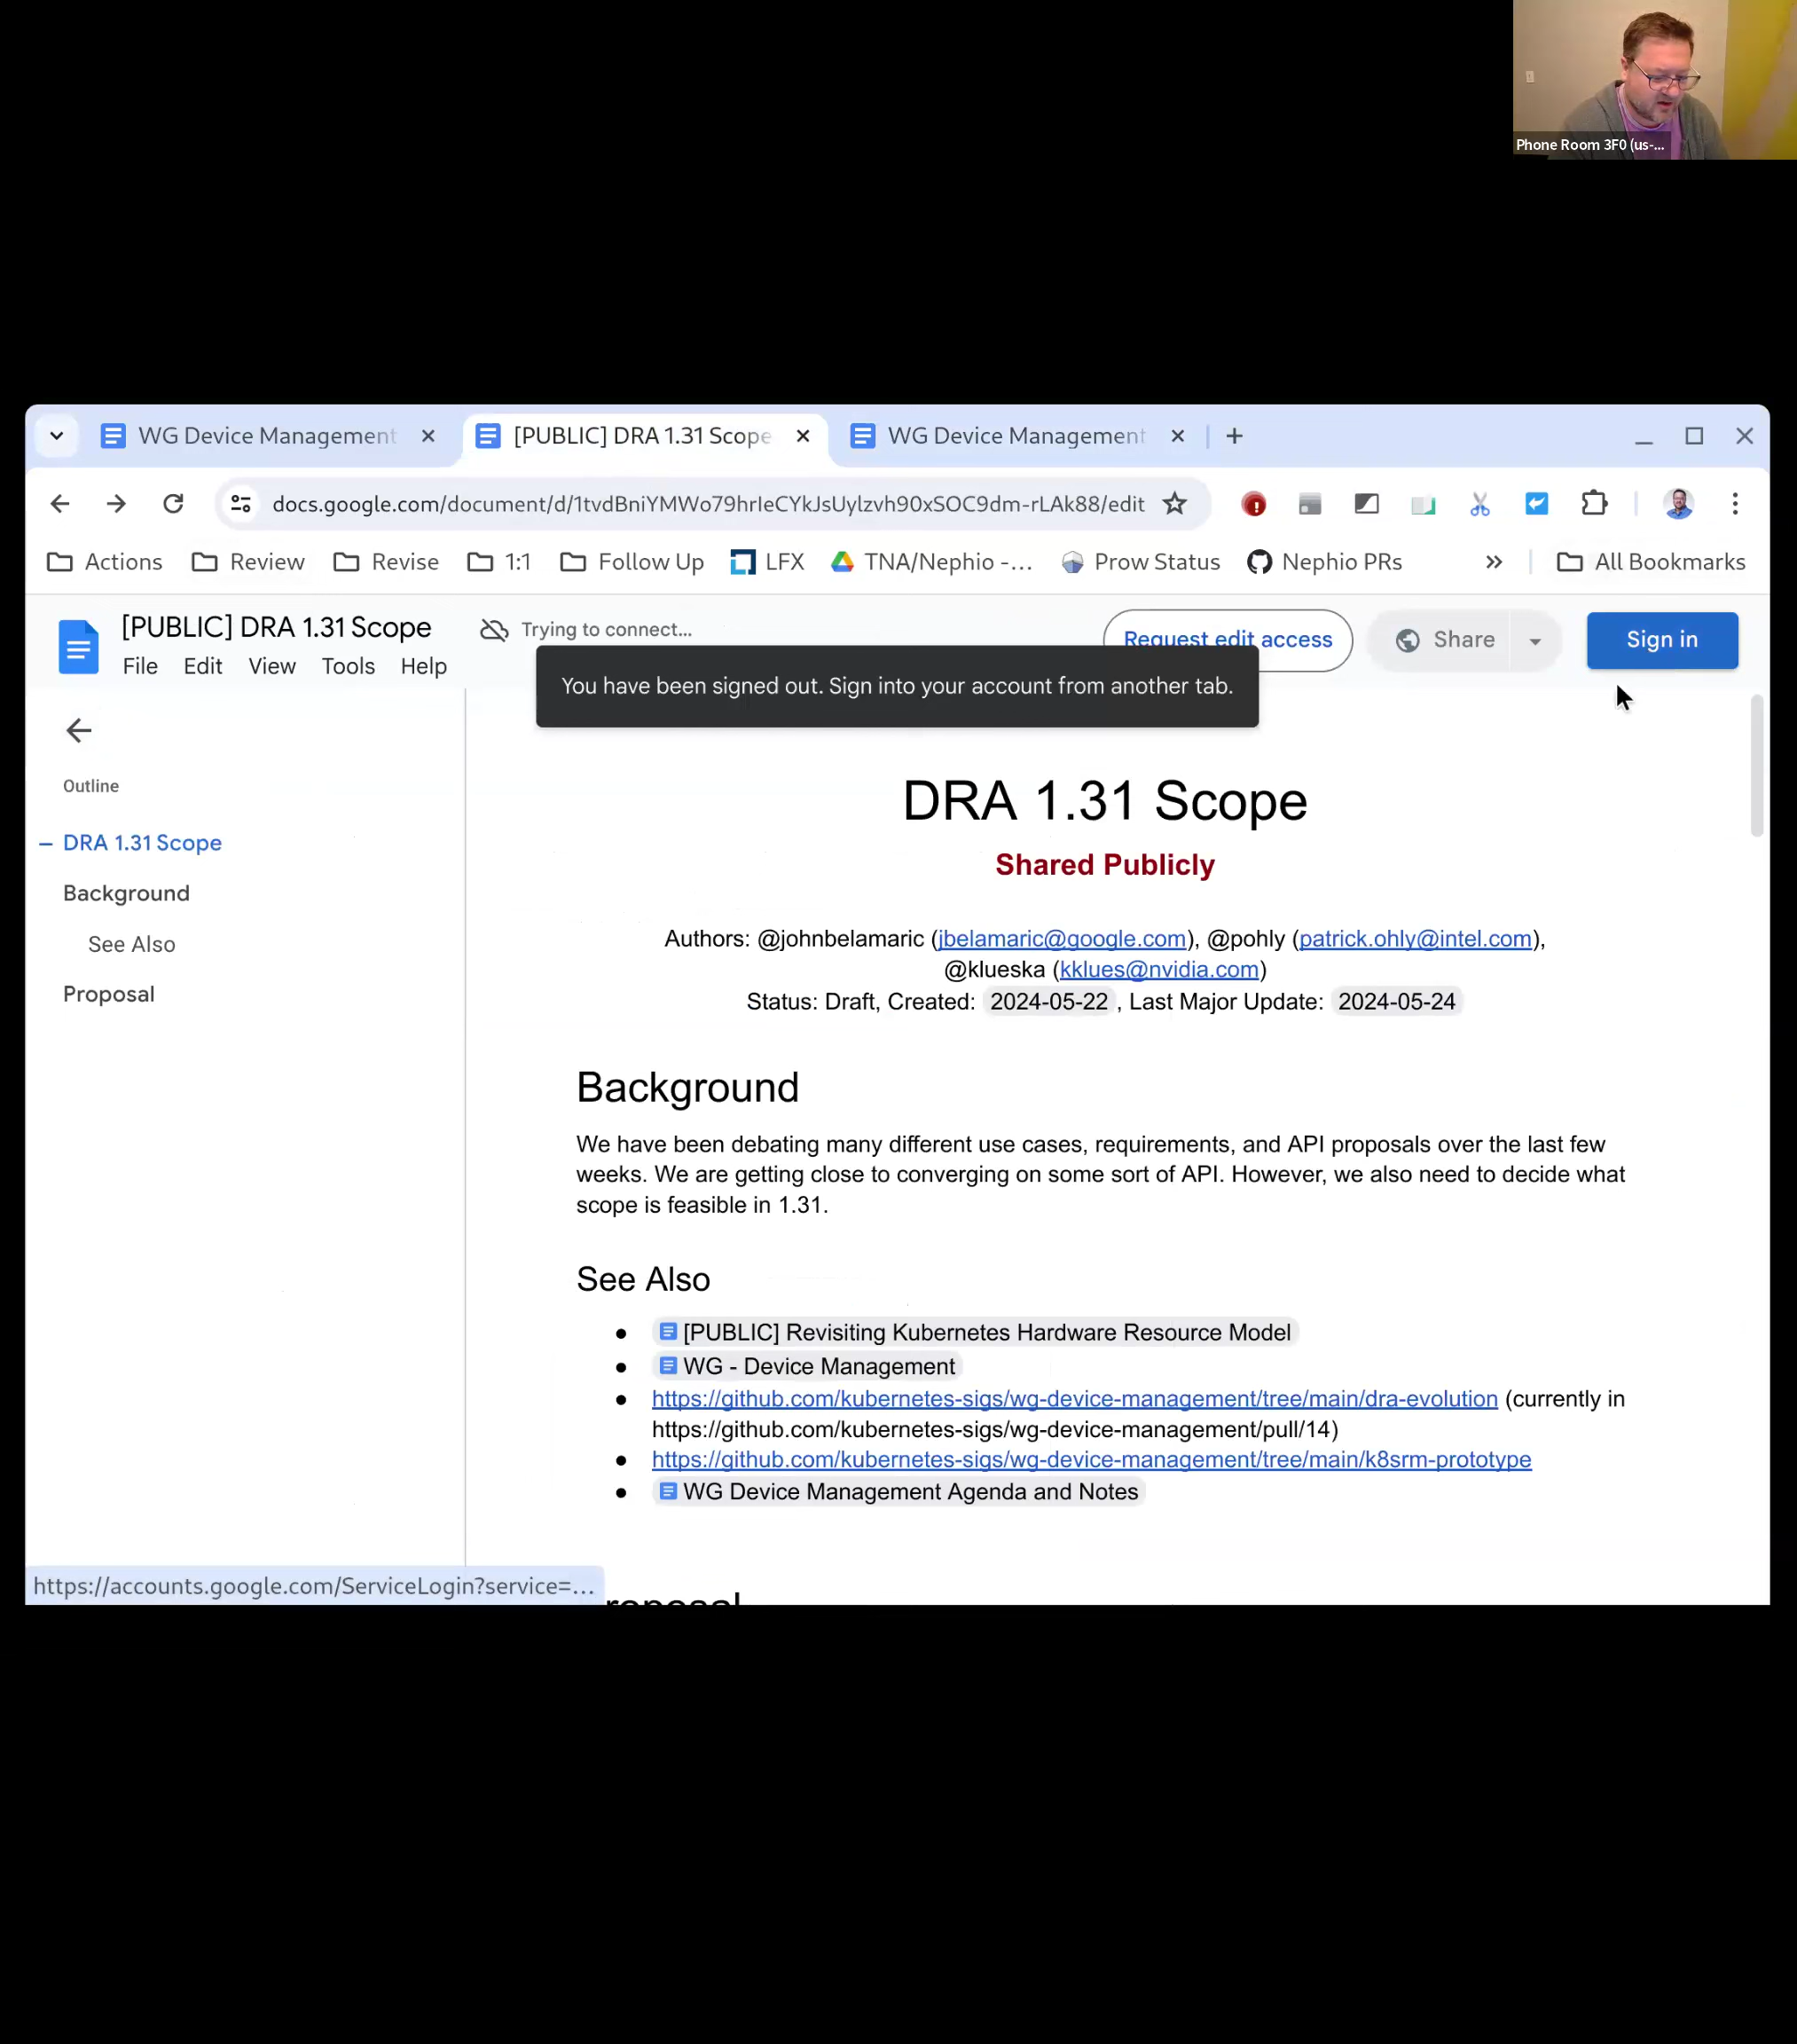 Phone Room 3F0 (us-...
WG Device Management
[PUBLIC] DRA 1.31 Scope
WG Device Management
docs.google.com/document/d/1tvdBniYMWo79hrIeCYkJsUylzvh90xSOC9dm-rLAk88/edit
Actions
Review
Revise
1:1
Follow Up
LFX
TNA/Nephio -...
Prow Status
Nephio PRs
All Bookmarks
[PUBLIC] DRA 1.31 Scope
Trying to connect...
Request edit access
Share
Sign in
File Edit View Tools Help
You have been signed out. Sign into your account from another tab.
Outline
DRA 1.31 Scope
Background
See Also
Proposal
DRA 1.31 Scope
Shared Publicly
Authors: @johnbelamaric (jbelamaric@google.com), @pohly (patrick.ohly@intel.com),
@klueska (kklues@nvidia.com)
Status: Draft, Created: 2024-05-22 , Last Major Update: 2024-05-24
Background
We have been debating many different use cases, requirements, and API proposals over the last few
weeks. We are getting close to converging on some sort of API. However, we also need to decide what
scope is feasible in 1.31.
See Also
● [PUBLIC] Revisiting Kubernetes Hardware Resource Model
● WG - Device Management
● https://github.com/kubernetes-sigs/wg-device-management/tree/main/dra-evolution (currently in
https://github.com/kubernetes-sigs/wg-device-management/pull/14)
● https://github.com/kubernetes-sigs/wg-device-management/tree/main/k8srm-prototype
● WG Device Management Agenda and Notes
https://accounts.google.com/ServiceLogin?service=...